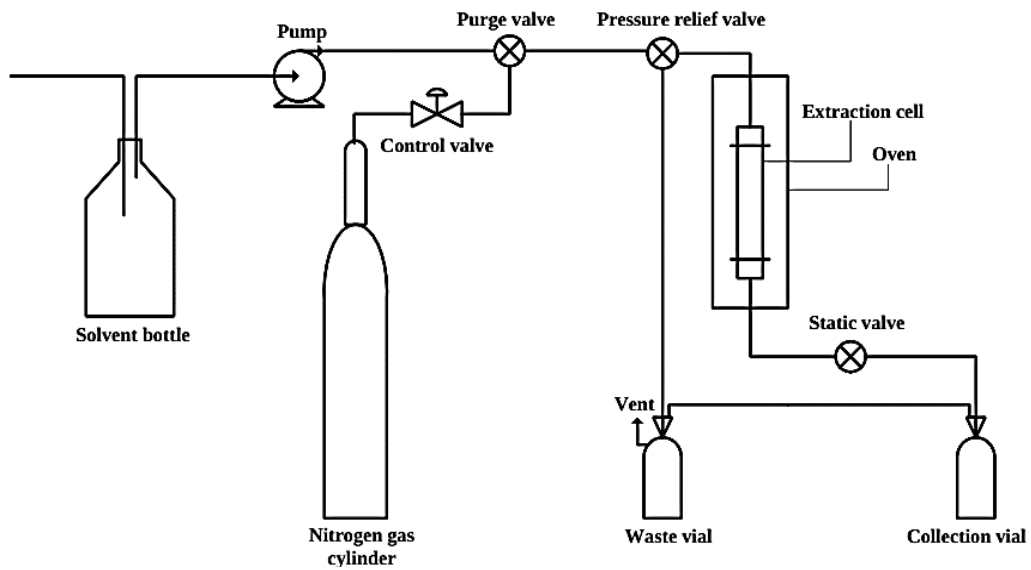 Purge valve
Pressure relief valve
Pump
Extraction cell
Control valve
Oven
Solvent bottle
Static valve
Vent
Nitrogen gas
cylinder
Waste vial
Collection vial